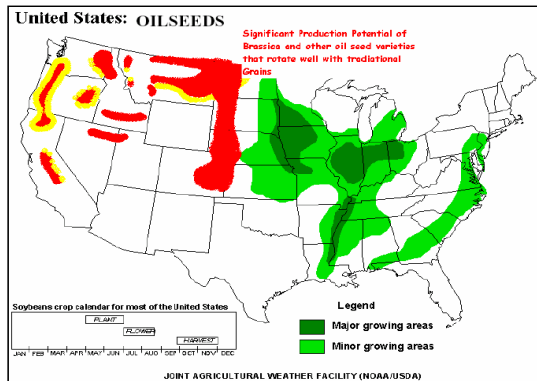 United States: OILSEEDS
Significant Production Potential of
Brassica and other oil seed varieties
that rotate well with tradiational
Grains
Soybeans crop calendar for most of the United States
PLANT
FLOWER
HARVEST
JAN FEB MAR APR MAY JUN JUL AUG SEP OCT NOV DEC
Legend
Major growing areas
Minor growing areas
JOINT AGRICULTURAL WEATHER FACILITY (NOAA/USDA)